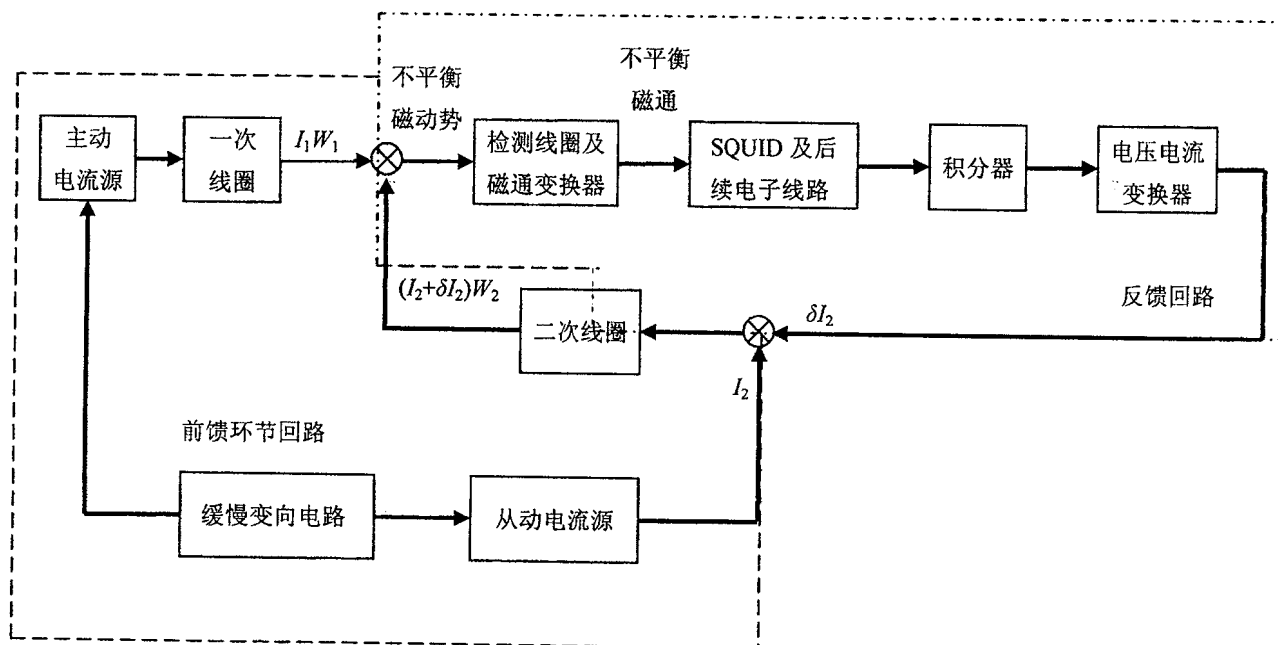 不平衡
磁动势
不平衡
磁通
主动
电流源
一次
线圈
I₁W₁
检测线圈及
磁通变换器
SQUID 及后
续电子线路
积分器
电压电流
变换器
(I₂+δI₂)W₂
二次线圈
δI₂
反馈回路
I₂
前馈环节回路
缓慢变向电路
从动电流源